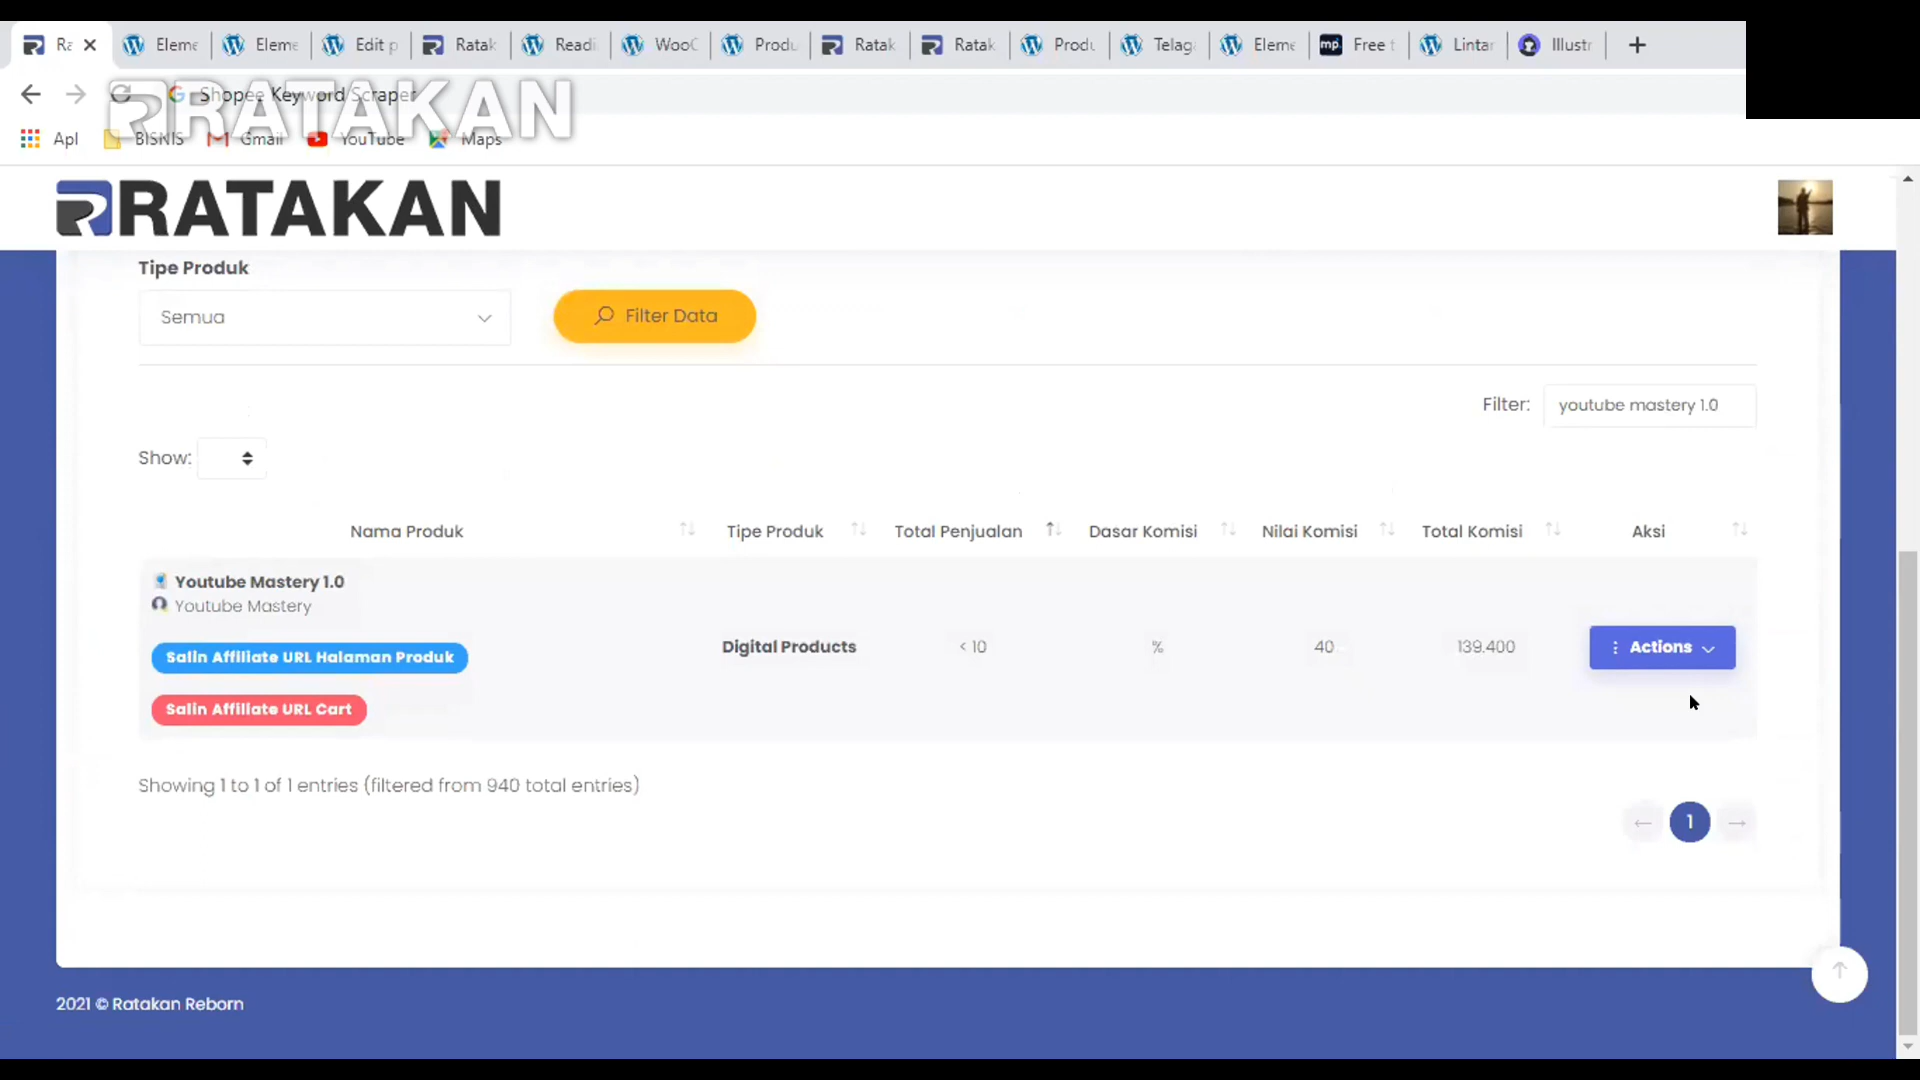 Ra
Eleme
Eleme
Edit p
Ratak
Readi
WooC
Produ
Ratak
Ratak
Produ
Telag
Eleme
mp.
Free t
Lintar
Illustr
Shopee Keyword Scraper
RATAKAN
Apl
BISNIS
Gmail
YouTube
Maps
RATAKAN
Tipe Produk
Semua
Filter Data
Filter: youtube mastery 1.0
Show:
Nama Produk Tipe Produk Total Penjualan Dasar Komisi Nilai Komisi Total Komisi Aksi
Youtube Mastery 1.0
Youtube Mastery
Salin Affiliate URL Halaman Produk
Salin Affiliate URL Cart
Digital Products < 10 % 40 139.400 Actions
Showing 1 to 1 of 1 entries (filtered from 940 total entries)
1
2021 © Ratakan Reborn